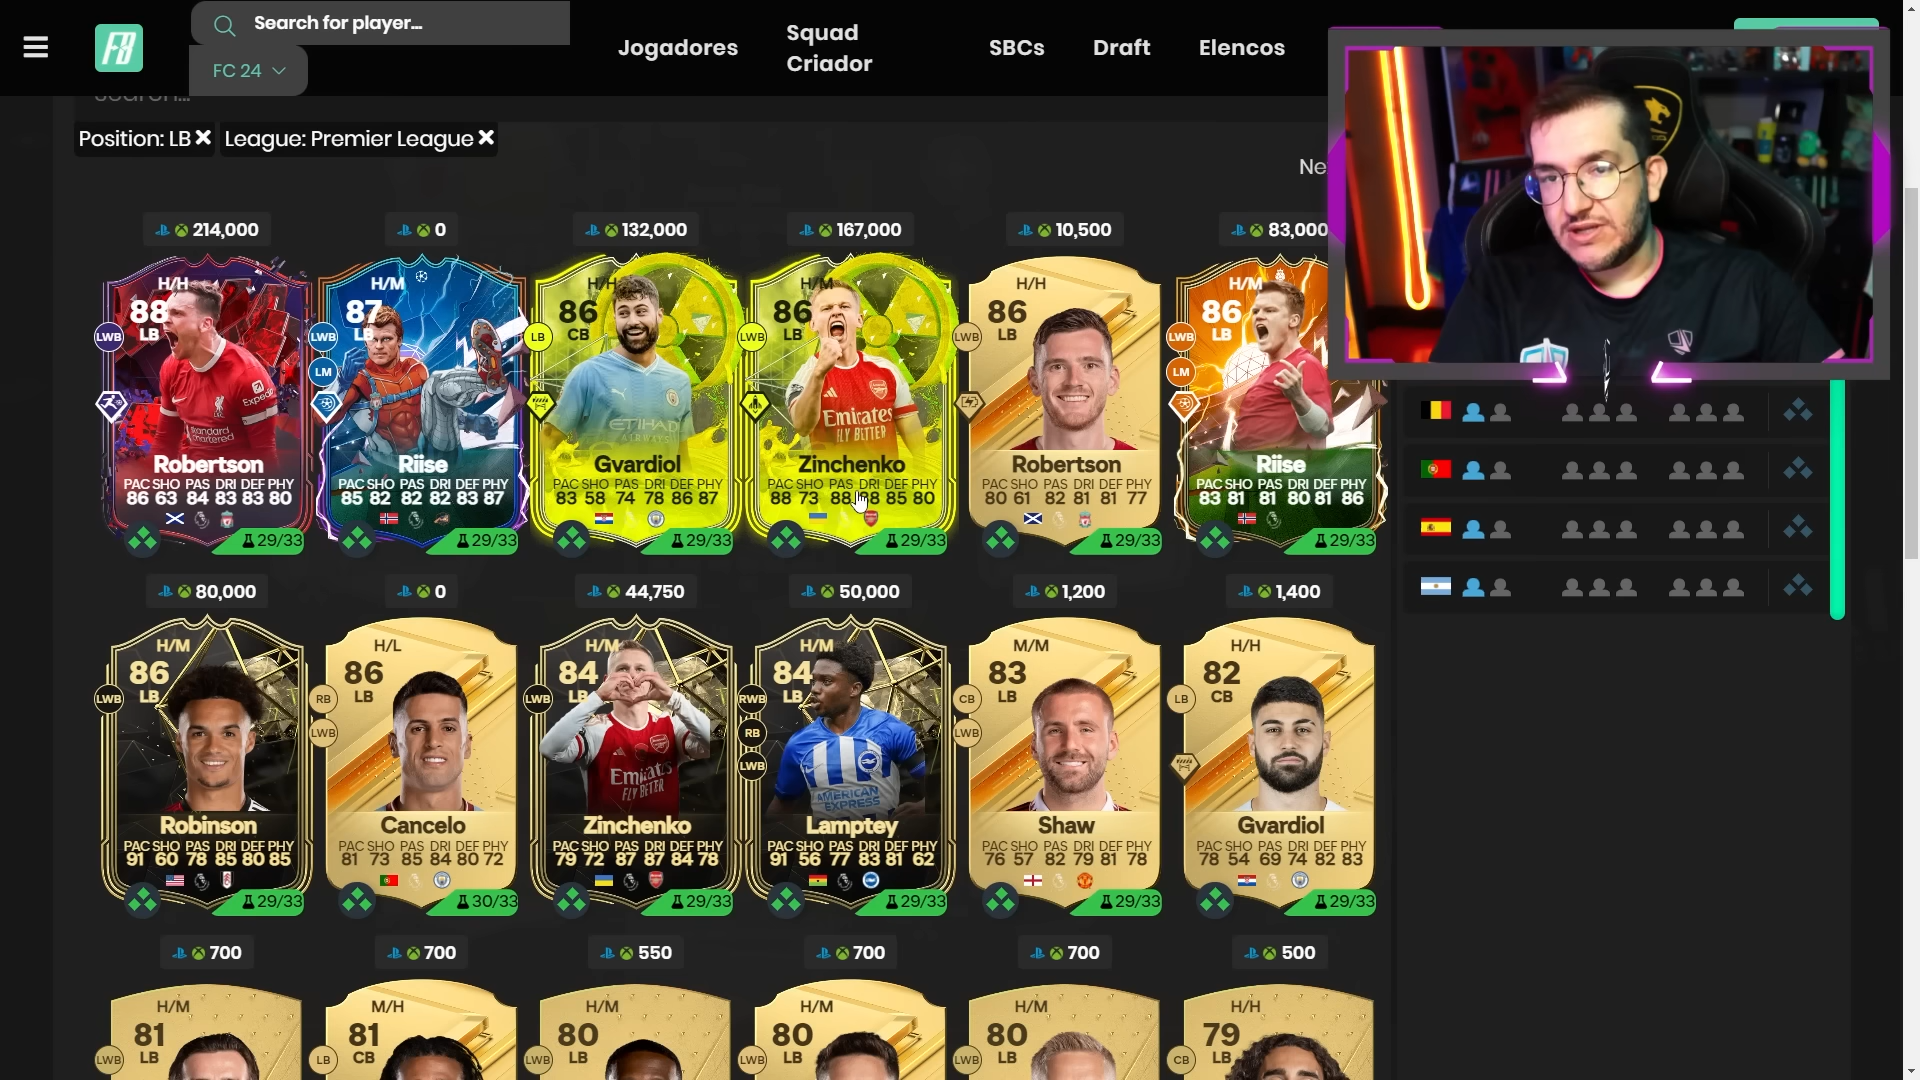 Search for player...
FC 24
Jogadores
Squad
Criador
SBCs
Draft
Elencos
Position: LB
League: Premier League
214,000
0
132,000
167,000
10,500
83,000
H/H
88
LB
LWB
Robertson
PAC SHO PAS DRI DEF PHY
86 63 84 83 83 80
29/33
H/M
87
LB
LWB
LM
Riise
PAC SHO PAS DRI DEF PHY
85 82 82 82 83 87
29/33
H/H
86
CB
LB
ETIHAD
AIRWAYS
Gvardiol
PAC SHO PAS DRI DEF PHY
83 58 74 78 86 87
29/33
H/M
86
LB
LWB
Emirates
FLY BETTER
Zinchenko
PAC SHO PAS DRI DEF PHY
88 73 88 88 85 80
29/33
H/H
86
LB
LWB
Robertson
PAC SHO PAS DRI DEF PHY
80 61 82 81 81 77
29/33
H/M
86
LB
LWB
LM
Riise
PAC SHO PAS DRI DEF PHY
83 81 81 80 81 86
29/33
80,000
0
44,750
50,000
1,200
1,400
H/M
86
LB
LWB
Robinson
PAC SHO PAS DRI DEF PHY
91 60 78 85 80 85
29/33
H/L
86
LB
RB
LWB
Cancelo
PAC SHO PAS DRI DEF PHY
81 73 85 84 80 72
30/33
H/M
84
LB
LWB
Emirates
FLY BETTER
Zinchenko
PAC SHO PAS DRI DEF PHY
79 72 87 87 84 78
29/33
H/M
84
LB
RWB
RB
LWB
AMERICAN
EXPRESS
Lamptey
PAC SHO PAS DRI DEF PHY
91 56 77 83 81 62
29/33
M/M
83
LB
CB
LWB
Shaw
PAC SHO PAS DRI DEF PHY
76 57 82 79 81 78
29/33
H/H
82
CB
LB
Gvardiol
PAC SHO PAS DRI DEF PHY
78 54 69 74 82 83
29/33
700
700
550
700
700
500
H/M
81
LB
LWB
M/H
81
CB
LB
H/M
80
LB
LWB
H/M
80
LB
LWB
H/M
80
LB
LWB
H/H
79
LB
CB